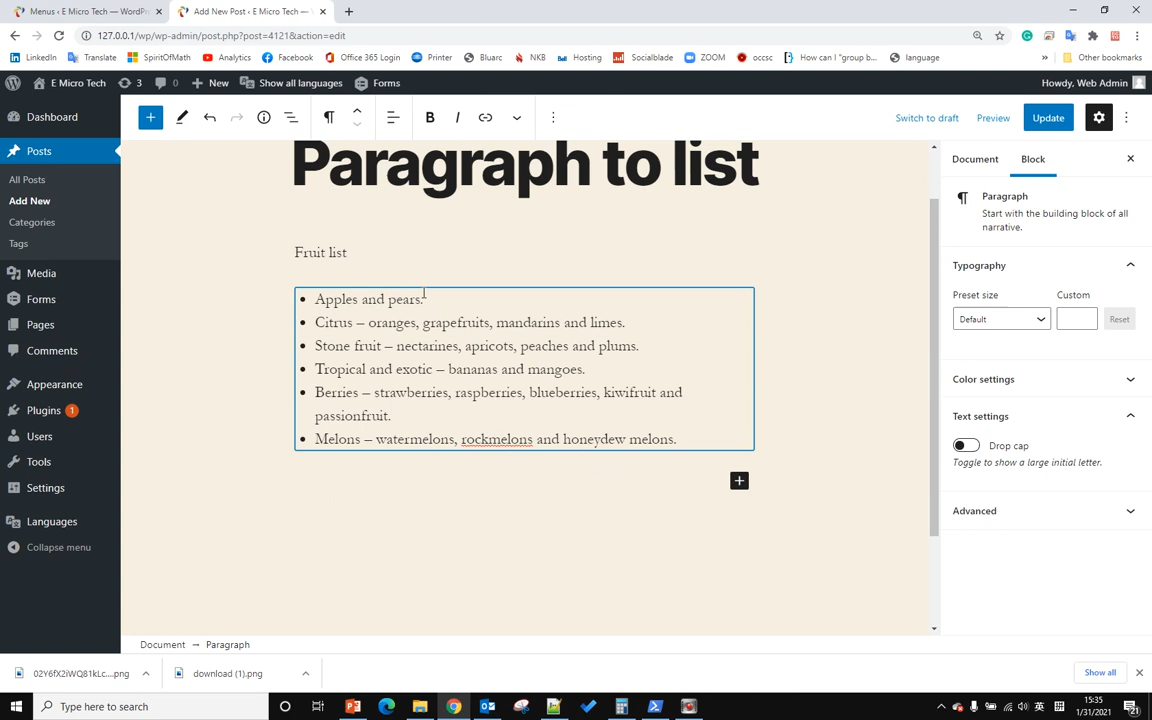 Menus ‹ E Micro Tech — WordPr
Add New Post ‹ E Micro Tech —
127.0.0.1/wp/wp-admin/post.php?post=4121&action=edit
LinkedIn
Translate
SpiritOfMath
Analytics
Facebook
Office 365 Login
Printer
Bluarc
NKB
Hosting
Socialblade
ZOOM
occsc
How can I "group b...
language
»
Other bookmarks
E Micro Tech
3
0
+ New
Show all languages
Forms
Howdy, Web Admin
Dashboard
Posts
All Posts
Add New
Categories
Tags
Media
Forms
Pages
Comments
Appearance
Plugins 1
Users
Tools
Settings
Languages
Collapse menu
B
I
Switch to draft
Preview
Update
Paragraph to list
Fruit list
• Apples and pears.
• Citrus – oranges, grapefruits, mandarins and limes.
• Stone fruit – nectarines, apricots, peaches and plums.
• Tropical and exotic – bananas and mangoes.
• Berries – strawberries, raspberries, blueberries, kiwifruit and
passionfruit.
• Melons – watermelons, rockmelons and honeydew melons.
Document
Block
Paragraph
Start with the building block of all
narrative.
Typography
Preset size
Custom
Default
Reset
Color settings
Text settings
Drop cap
Toggle to show a large initial letter.
Advanced
Document → Paragraph
02Y6fX2iWQ81kLc....png
download (1).png
Show all
Type here to search
英
15:35
1/31/2021
21